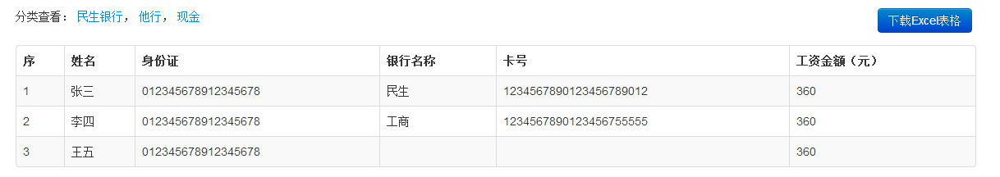 分类查看： 民生银行， 他行， 现金
下载Excel表格
序 姓名 身份证 银行名称 卡号 工资金额（元）
1 张三 012345678912345678 民生 1234567890123456789012 360
2 李四 012345678912345678 工商 1234567890123456755555 360
3 王五 012345678912345678 360